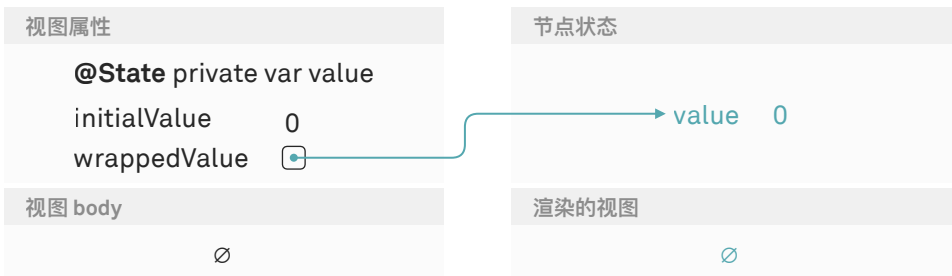 视图属性
@State private var value
initialValue 0
wrappedValue
节点状态
value 0
视图 body
∅
渲染的视图
∅